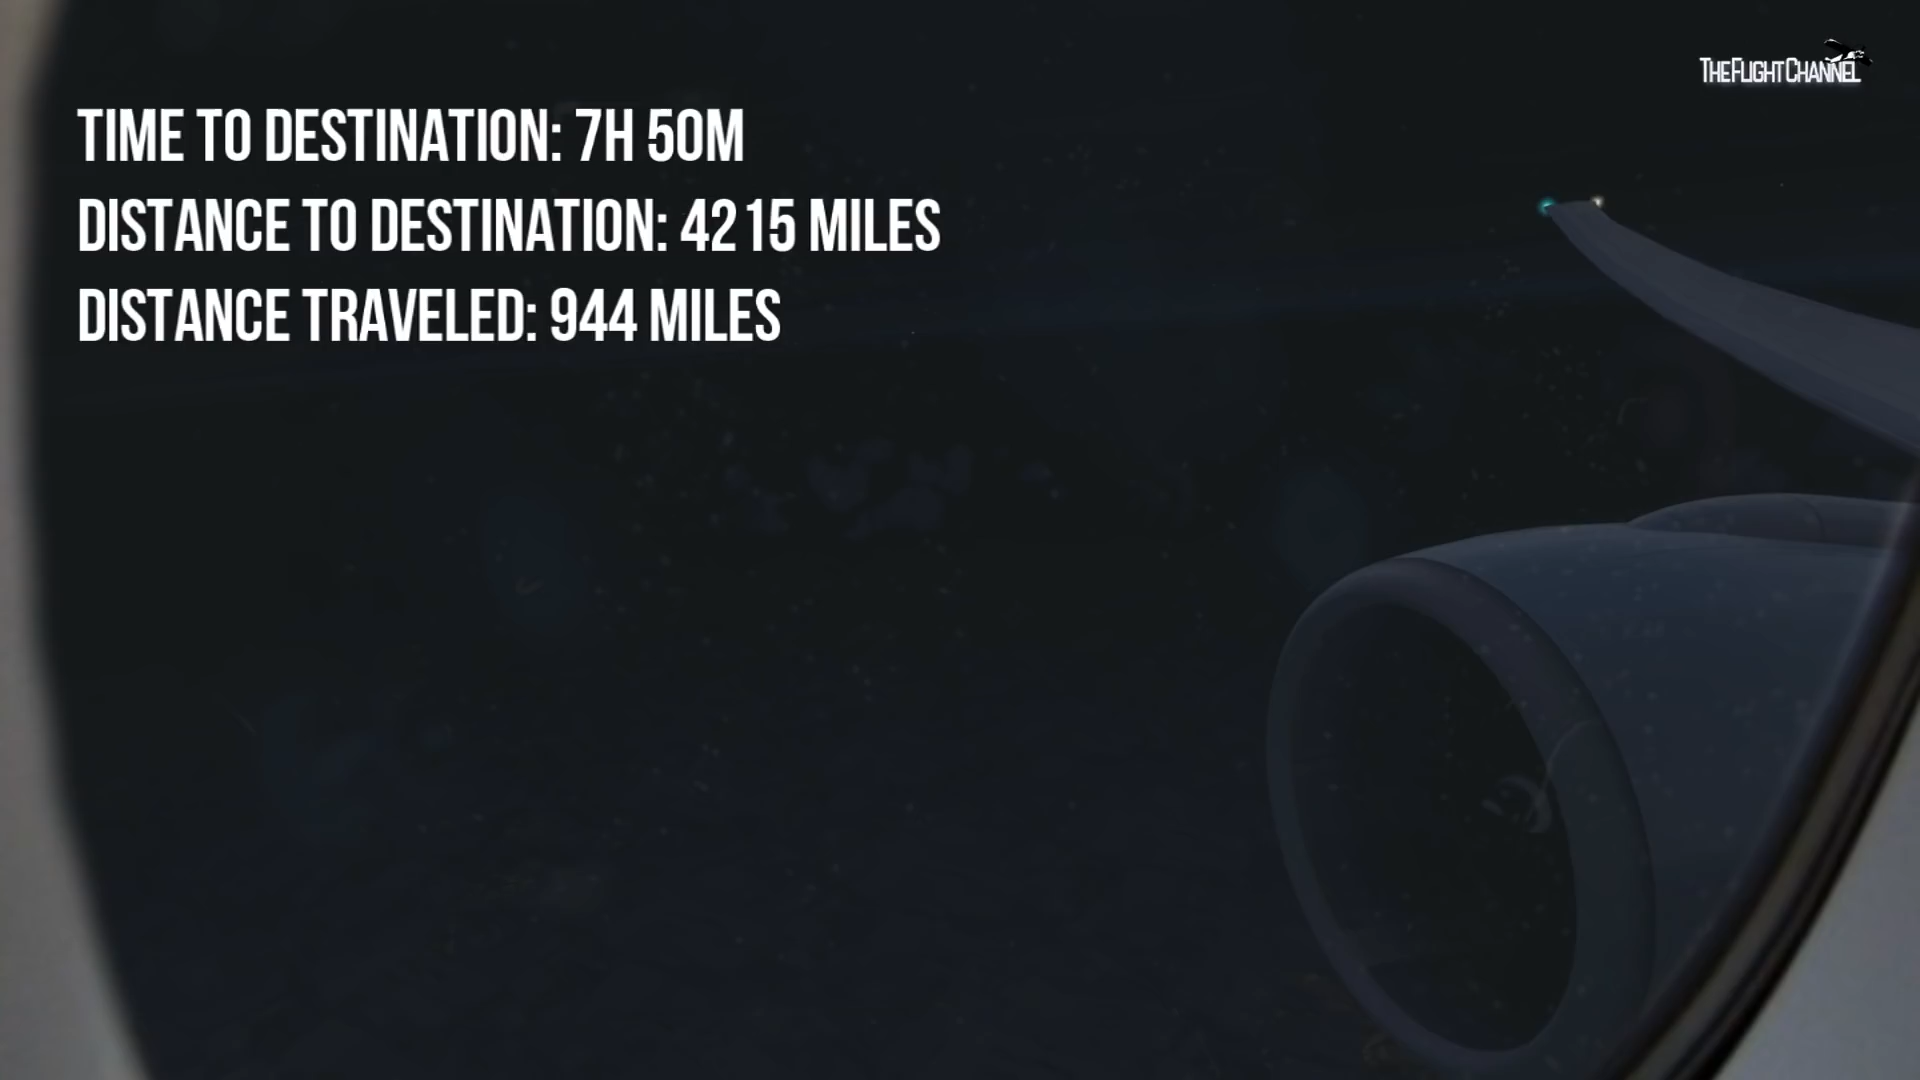 THEFLIGHTCHANNEL
TIME TO DESTINATION: 7H 50M
DISTANCE TO DESTINATION: 4215 MILES
DISTANCE TRAVELED: 944 MILES